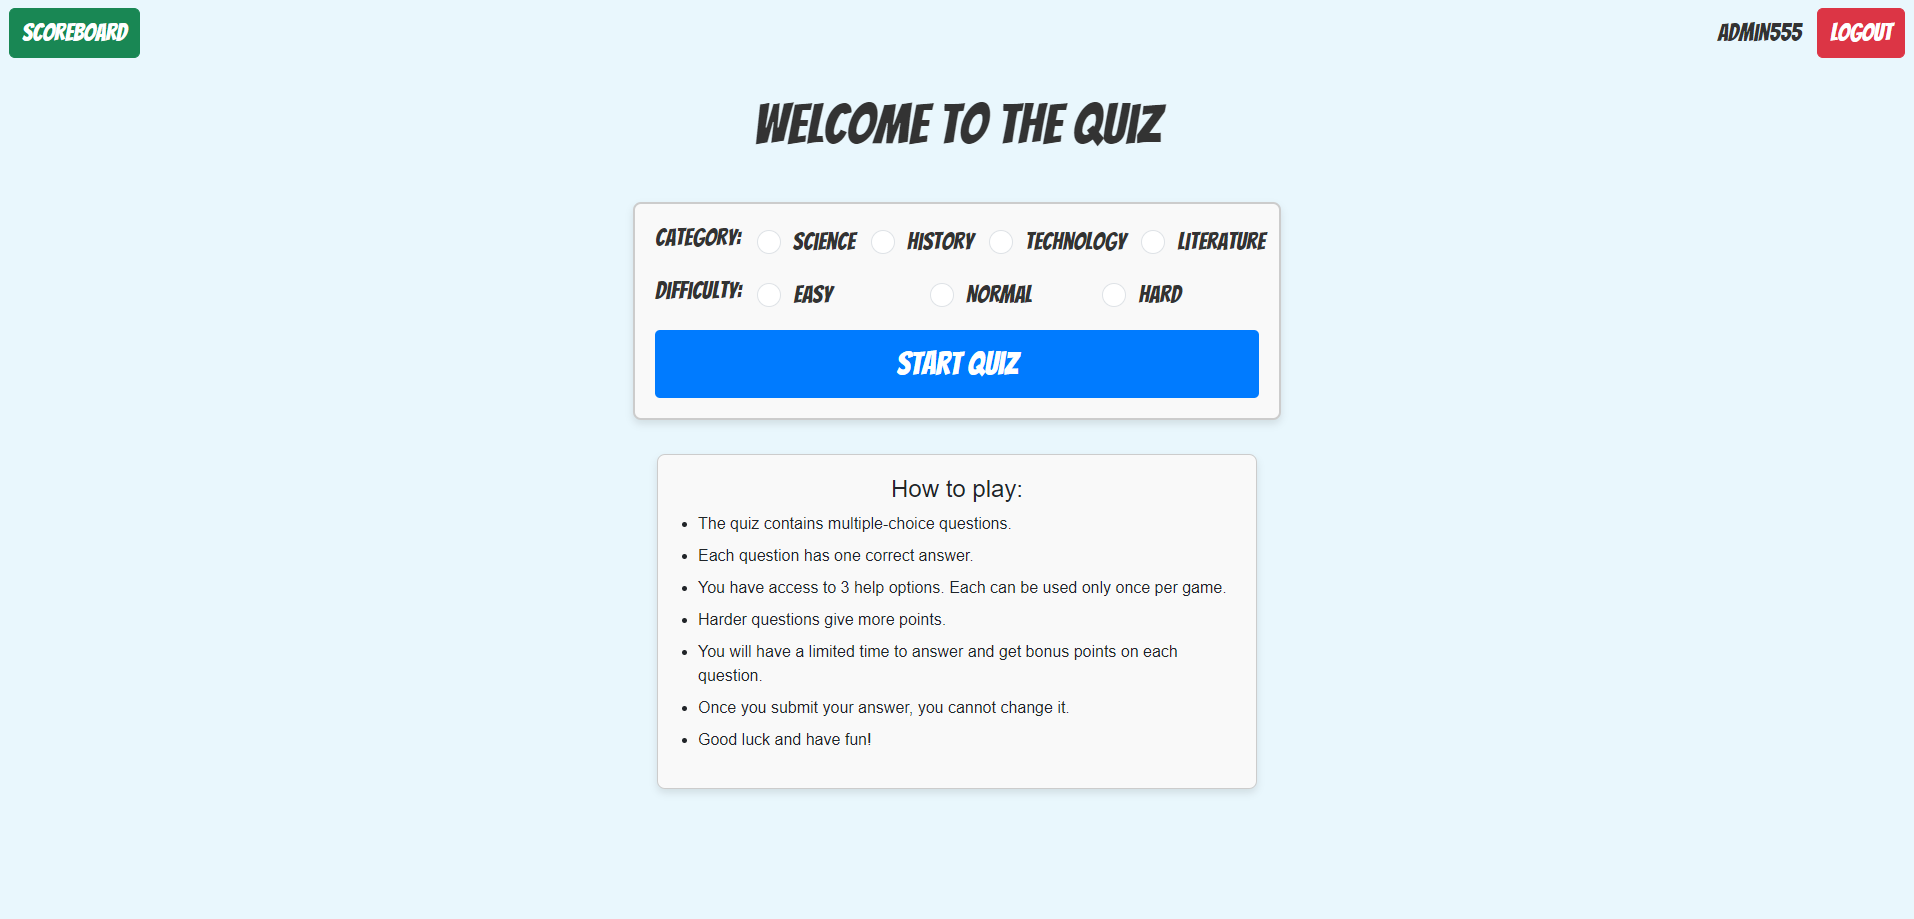 SCOREBOARD
ADMIN555
LOGOUT
WELCOME TO THE QUIZ
CATEGORY:
SCIENCE
HISTORY
TECHNOLOGY
LITERATURE
DIFFICULTY:
EASY
NORMAL
HARD
START QUIZ
How to play:
• The quiz contains multiple-choice questions.
• Each question has one correct answer.
• You have access to 3 help options. Each can be used only once per game.
• Harder questions give more points.
• You will have a limited time to answer and get bonus points on each
question.
• Once you submit your answer, you cannot change it.
• Good luck and have fun!